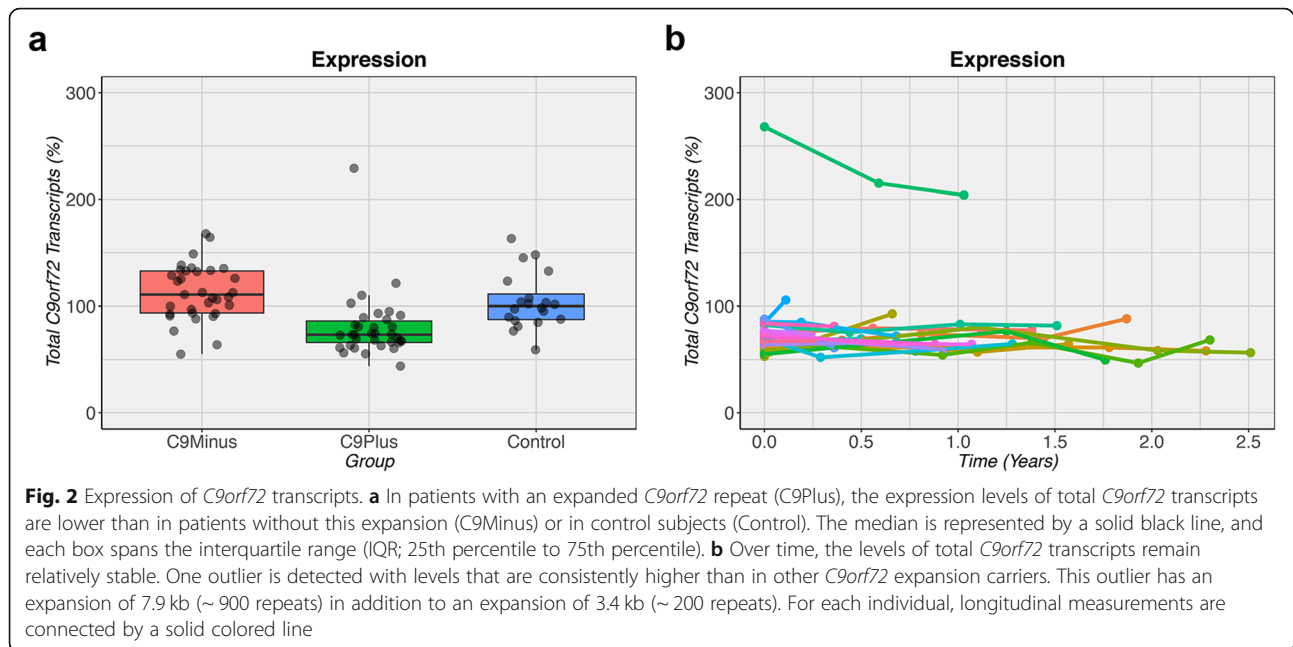 a
Expression
Total C9orf72 Transcripts (%)
300
200
100
0
C9Minus
C9Plus
Control
Group
b
Expression
Total C9orf72 Transcripts (%)
300
200
100
0
0.0
0.5
1.0
1.5
2.0
2.5
Time (Years)
Fig. 2 Expression of C9orf72 transcripts. a In patients with an expanded C9orf72 repeat (C9Plus), the expression levels of total C9orf72 transcripts
are lower than in patients without this expansion (C9Minus) or in control subjects (Control). The median is represented by a solid black line, and
each box spans the interquartile range (IQR; 25th percentile to 75th percentile). b Over time, the levels of total C9orf72 transcripts remain
relatively stable. One outlier is detected with levels that are consistently higher than in other C9orf72 expansion carriers. This outlier has an
expansion of 7.9 kb (~ 900 repeats) in addition to an expansion of 3.4 kb (~ 200 repeats). For each individual, longitudinal measurements are
connected by a solid colored line